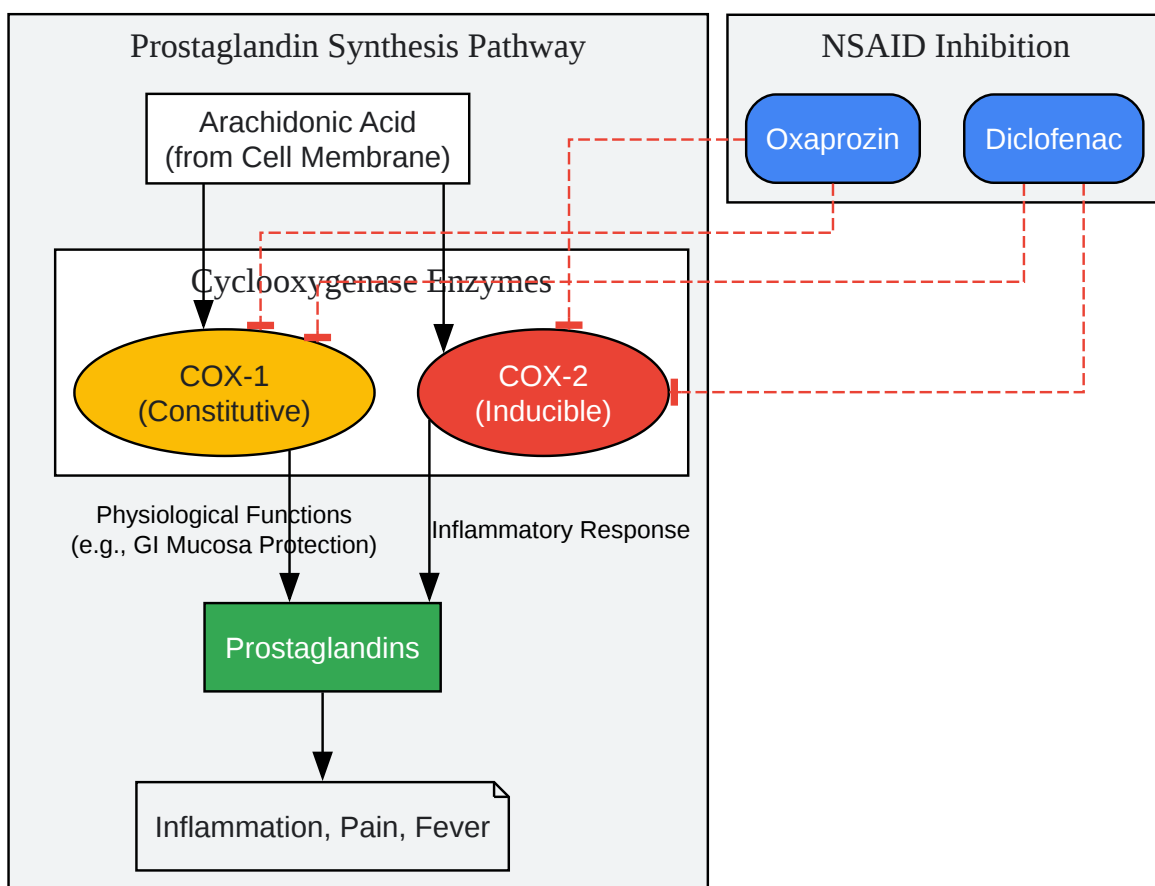 Prostaglandin Synthesis Pathway
NSAID Inhibition
Arachidonic Acid
(from Cell Membrane)
Oxaprozin
Diclofenac
Cyclooxygenase Enzymes
COX-1
(Constitutive)
COX-2
(Inducible)
Physiological Functions
(e.g., GI Mucosa Protection)
Inflammatory Response
Prostaglandins
Inflammation, Pain, Fever